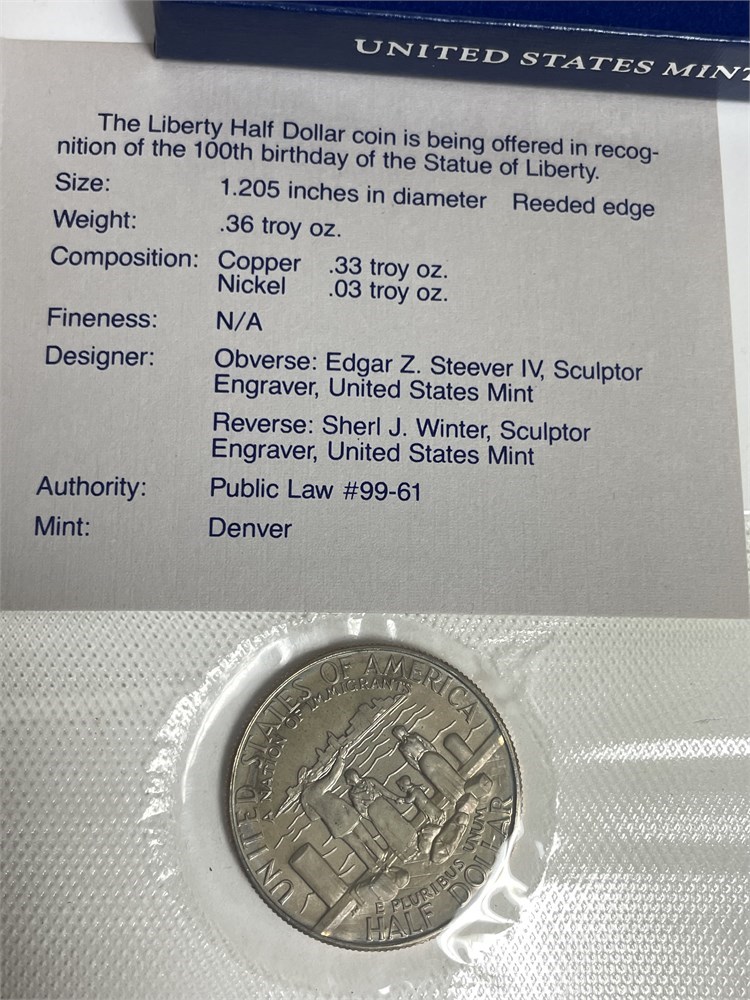 UNITED STATES MINT
The Liberty Half Dollar coin is being offered in recog-
nition of the 100th birthday of the Statue of Liberty.
Size: 1.205 inches in diameter Reeded edge
Weight: .36 troy oz.
Composition: Copper .33 troy oz.
Nickel .03 troy oz.
Fineness: N/A
Designer: Obverse: Edgar Z. Steever IV, Sculptor
Engraver, United States Mint
Reverse: Sherl J. Winter, Sculptor
Engraver, United States Mint
Authority: Public Law #99-61
Mint: Denver
UNITED STATES OF AMERICA
A NATION OF IMMIGRANTS
E PLURIBUS UNUM
HALF DOLLAR